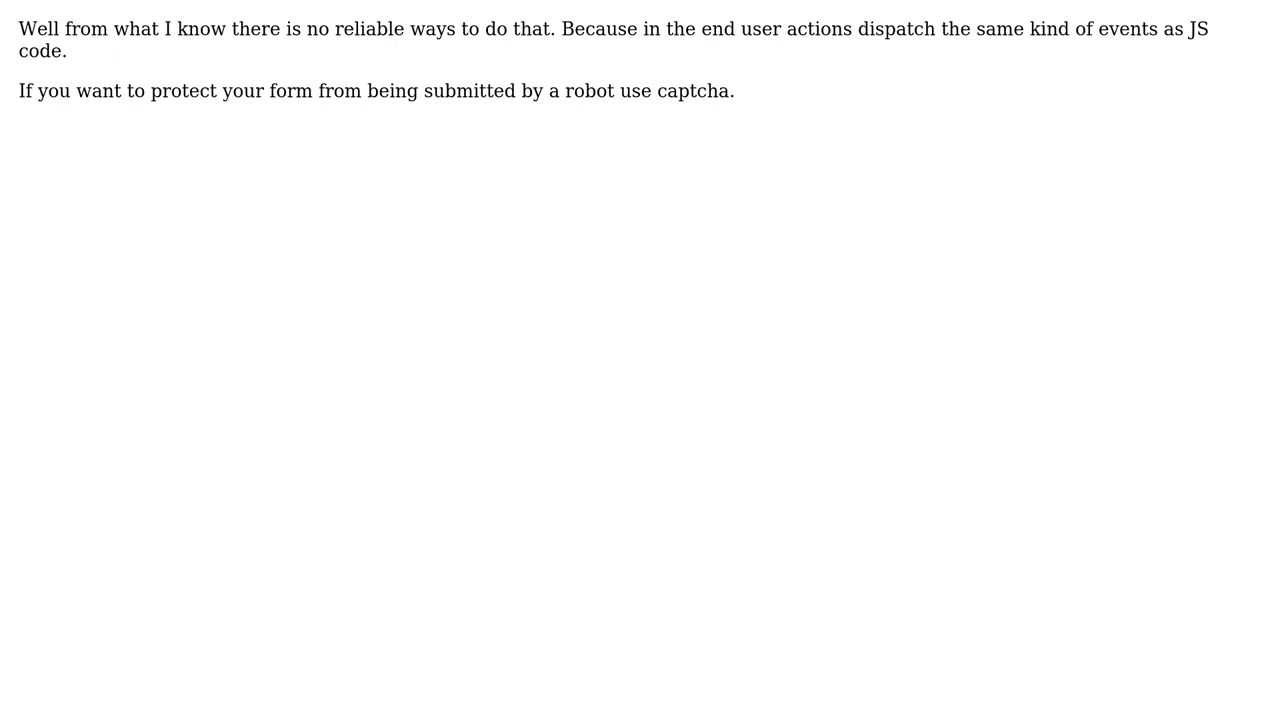 Well from what I know there is no reliable ways to do that. Because in the end user actions dispatch the same kind of events as JS
code.
If you want to protect your form from being submitted by a robot use captcha.